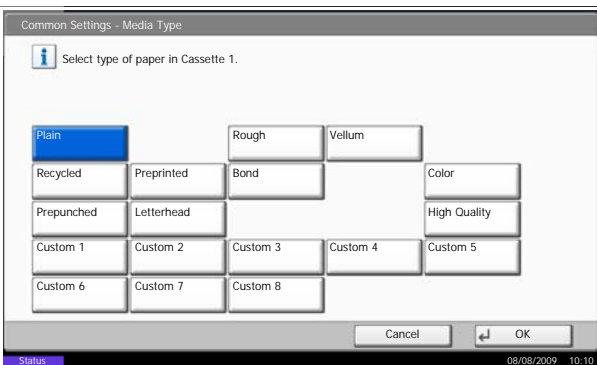 Common Settings - Media Type
Select type of paper in Cassette 1.
Plain Rough Vellum
Recycled Preprinted Bond Color
Prepunched Letterhead High Quality
Custom 1 Custom 2 Custom 3 Custom 4 Custom 5
Custom 6 Custom 7 Custom 8
Cancel OK
Status 08/08/2009 10:10